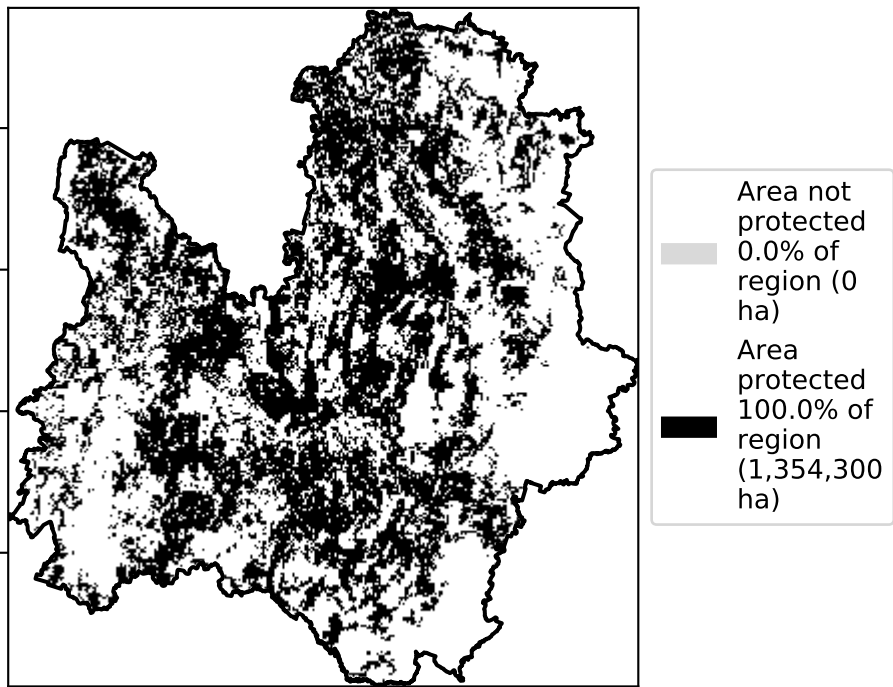 Area not
protected
0.0% of
region (0
ha)
Area
protected
100.0% of
region
(1,354,300
ha)